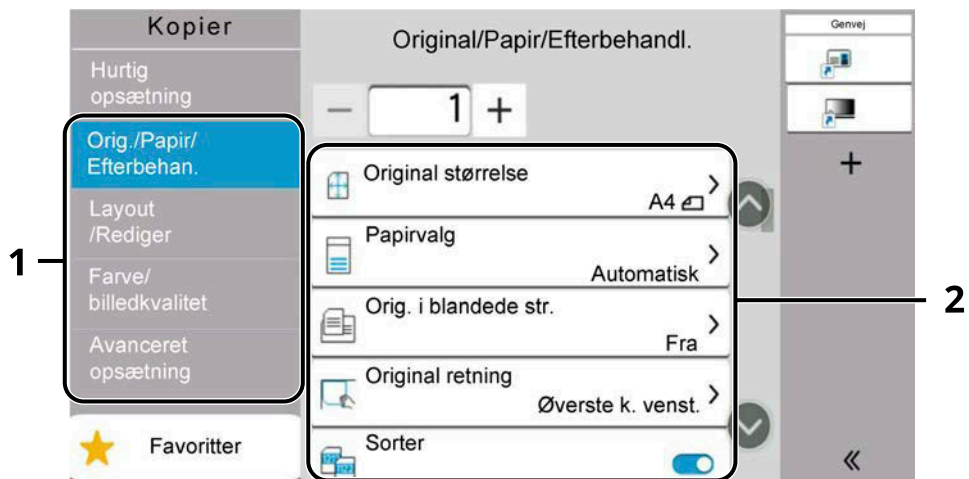 Kopier
Hurtig
opsætning
Orig./Papir/
Efterbehan.
Layout
/Rediger
Farve/
billedkvalitet
Avanceret
opsætning
Favoritter
1
Original/Papir/Efterbehandl.
− 1 +
Original størrelse
A4
Papirvalg
Automatisk
Orig. i blandede str.
Fra
Original retning
Øverste k. venst.
Sorter
2
Genvej
+